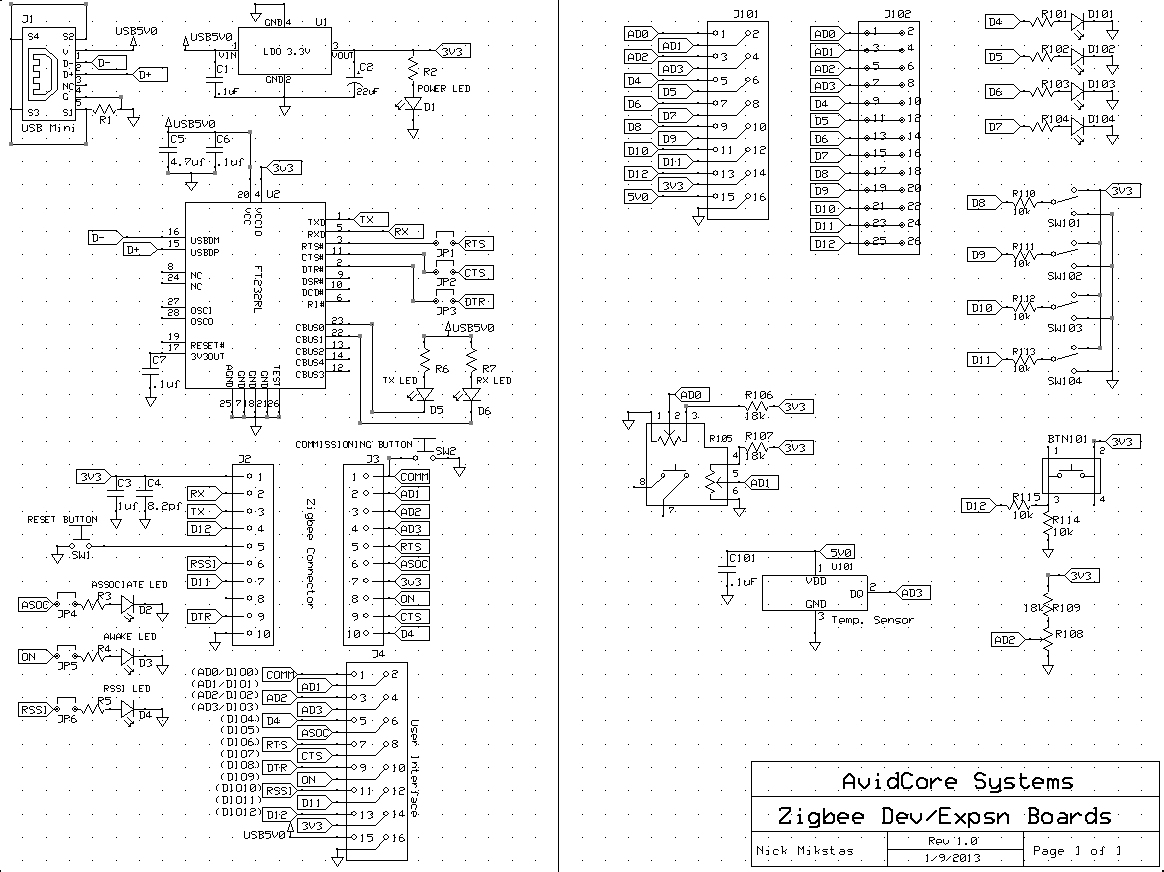 J1
S4 S2
V 1
D- 2
D+ 3
NC 4
G 5
S3 S1
USB Mini
USB5V0
D-
D+
R1
USB5V0
GND 4
U1
1 VIN
LDO 3.3V
3 VOUT
GND 2
C1
.1uF
C2
22uF
3V3
R2
POWER LED
D1
USB5V0
C5
4.7uf
C6
.1uf
3v3
20 4 U2
VCC
VCCIO
FT232RL
D- 16 USBDM
D+ 15 USBDP
8 NC
24 NC
27 OSCI
28 OSCO
19 RESET#
17 3V3OUT
C7
.1uf
TXD 1 TX
RXD 5 RX
RTS# 3
CTS# 11
DTR# 2
DSR# 9
DCD# 10
RI# 6
CBUS0 23
CBUS1 22
CBUS2 13
CBUS4 14
CBUS3 12
JP1 RTS
JP2 CTS
JP3 DTR
AGND GND GND GND TEST
25 7 18 21 26
USB5V0
R6
R7
TX LED
RX LED
D5
D6
COMMISSIONING BUTTON
SW2
J2
3V3
C3
1uf
C4
8.2pf
RX
TX
D12
RESET BUTTON
SW1
RSSI
D11
DTR
1
2
3
4
5
6
7
8
9
10
Zigbee Connector
J3
1 COMM
2 AD1
3 AD2
4 AD3
5 RTS
6 ASOC
7 3v3
8 ON
9 CTS
10 D4
ASSOCIATE LED
ASOC JP4 R3 D2
AWAKE LED
ON JP5 R4 D3
RSSI LED
RSSI JP6 R5 D4
J4
(AD0/DIO0) COMM 1 2
(AD1/DIO1) AD1
(AD2/DIO2) AD2 3 4
(AD3/DIO3) AD3
(DIO4) D4 5 6
(DIO5) ASOC
(DIO6) RTS 7 8
(DIO7) CTS
(DIO8) DTR 9 10
(DIO9) ON
(DIO10) RSSI 11 12
(DIO11) D11
(DIO12) D12 13 14
3V3
USB5V0 15 16
User Interface
J101
AD0 1 2
AD1
AD2 3 4
AD3
D4 5 6
D5
D6 7 8
D7
D8 9 10
D9
D10 11 12
D11
D12 13 14
3V3
5V0 15 16
J102
AD0 1 2
AD1 3 4
AD2 5 6
AD3 7 8
D4 9 10
D5 11 12
D6 13 14
D7 15 16
D8 17 18
D9 19 20
D10 21 22
D11 23 24
D12 25 26
D4 R101 D101
D5 R102 D102
D6 R103 D103
D7 R104 D104
3V3
D8 R110 10k SW101
D9 R111 10k SW102
D10 R112 10k SW103
D11 R113 10k SW104
AD0
R106
18k
3V3
1 2 3
R105
R107
18k
3V3
4
5 AD1
6
8
7
BTN101
3V3
1 2
3 4
D12
R115
10k
R114
10k
C101
.1uF
5V0
1 U101
VDD
DQ 2 AD3
GND
3 Temp. Sensor
3V3
18k R109
AD2 R108
AvidCore Systems
Zigbee Dev/Expsn Boards
Nick Mikstas
Rev 1.0
1/9/2013
Page 1 of 1